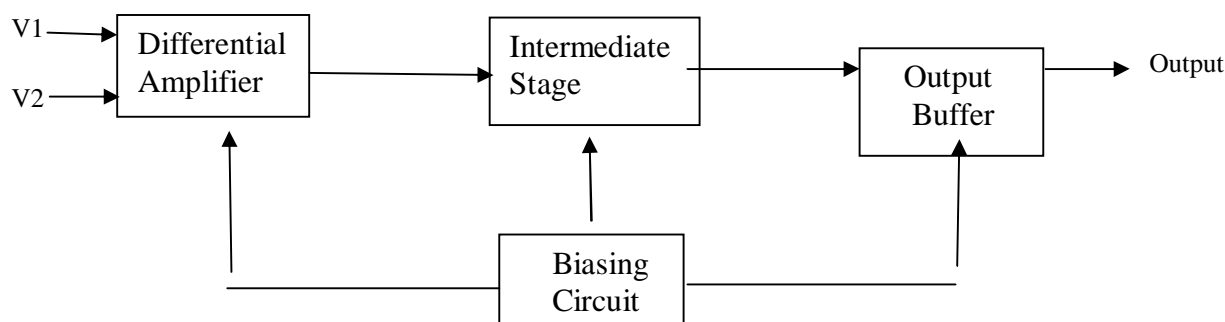 V1
Differential
Amplifier
V2
Intermediate
Stage
Output
Buffer
Output
Biasing
Circuit